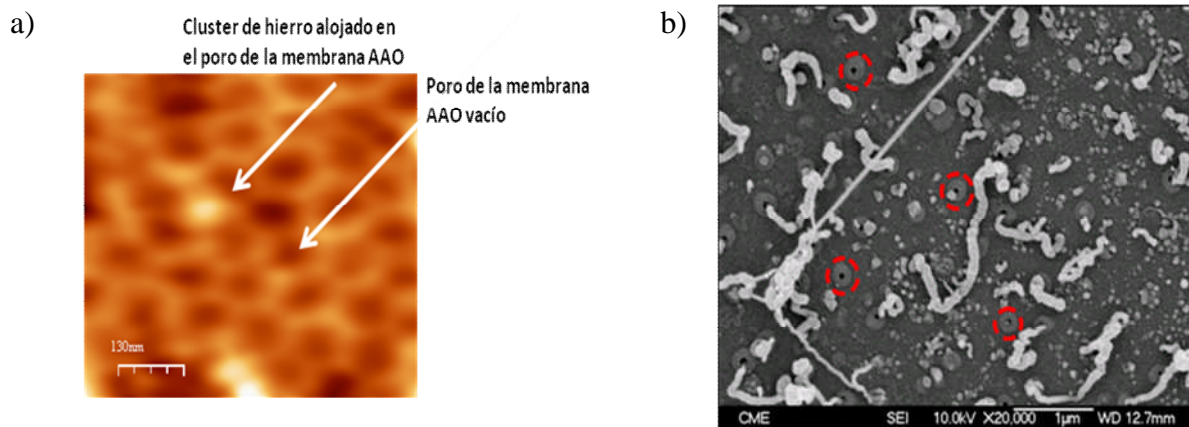 a)
Cluster de hierro alojado en
el poro de la membrana AAO
Poro de la membrana
AAO vacío
130nm
b)
CME SEI 10.0kV X20,000 1µm WD 12.7mm